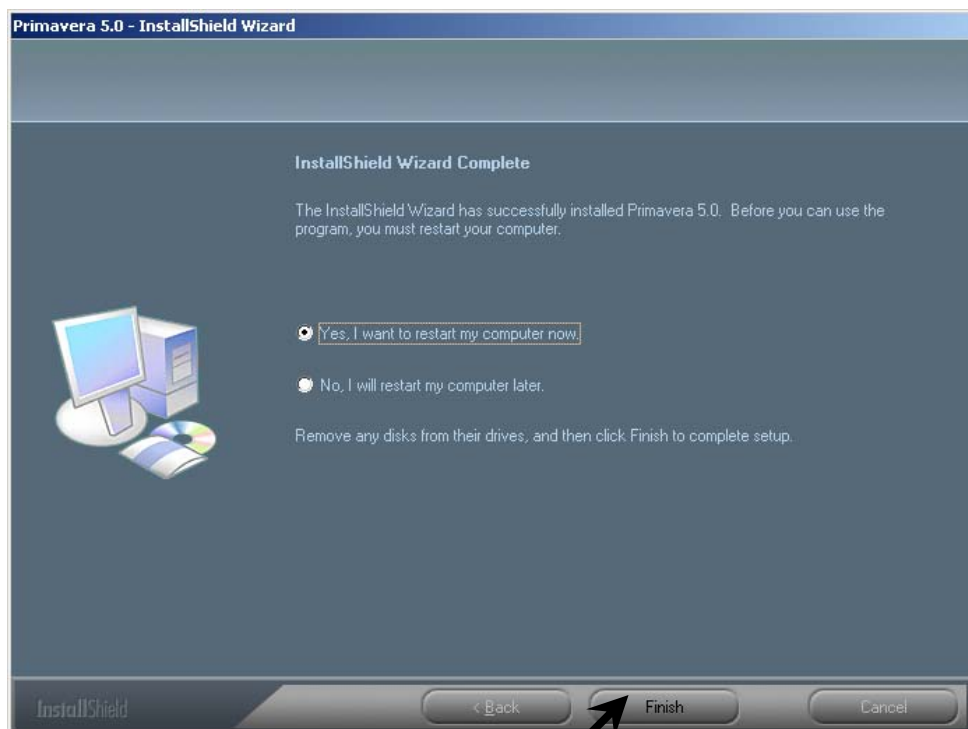 Primavera 5.0 - InstallShield Wizard
InstallShield Wizard Complete
The InstallShield Wizard has successfully installed Primavera 5.0. Before you can use the
program, you must restart your computer.
Yes, I want to restart my computer now.
No, I will restart my computer later.
Remove any disks from their drives, and then click Finish to complete setup.
InstallShield
< Back
Finish
Cancel